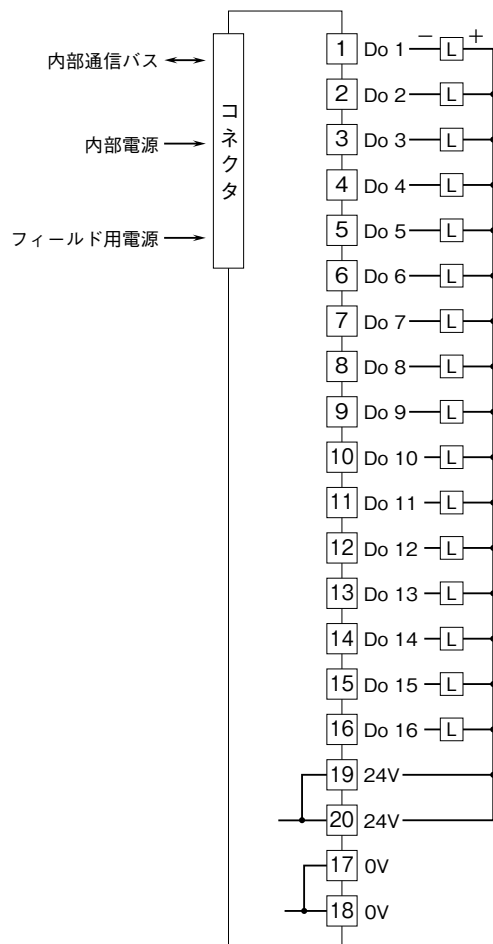 内部通信バス
内部電源
フィールド用電源
コネクタ
1 Do 1 － L ＋
2 Do 2 L
3 Do 3 L
4 Do 4 L
5 Do 5 L
6 Do 6 L
7 Do 7 L
8 Do 8 L
9 Do 9 L
10 Do 10 L
11 Do 11 L
12 Do 12 L
13 Do 13 L
14 Do 14 L
15 Do 15 L
16 Do 16 L
19 24V
20 24V
17 0V
18 0V